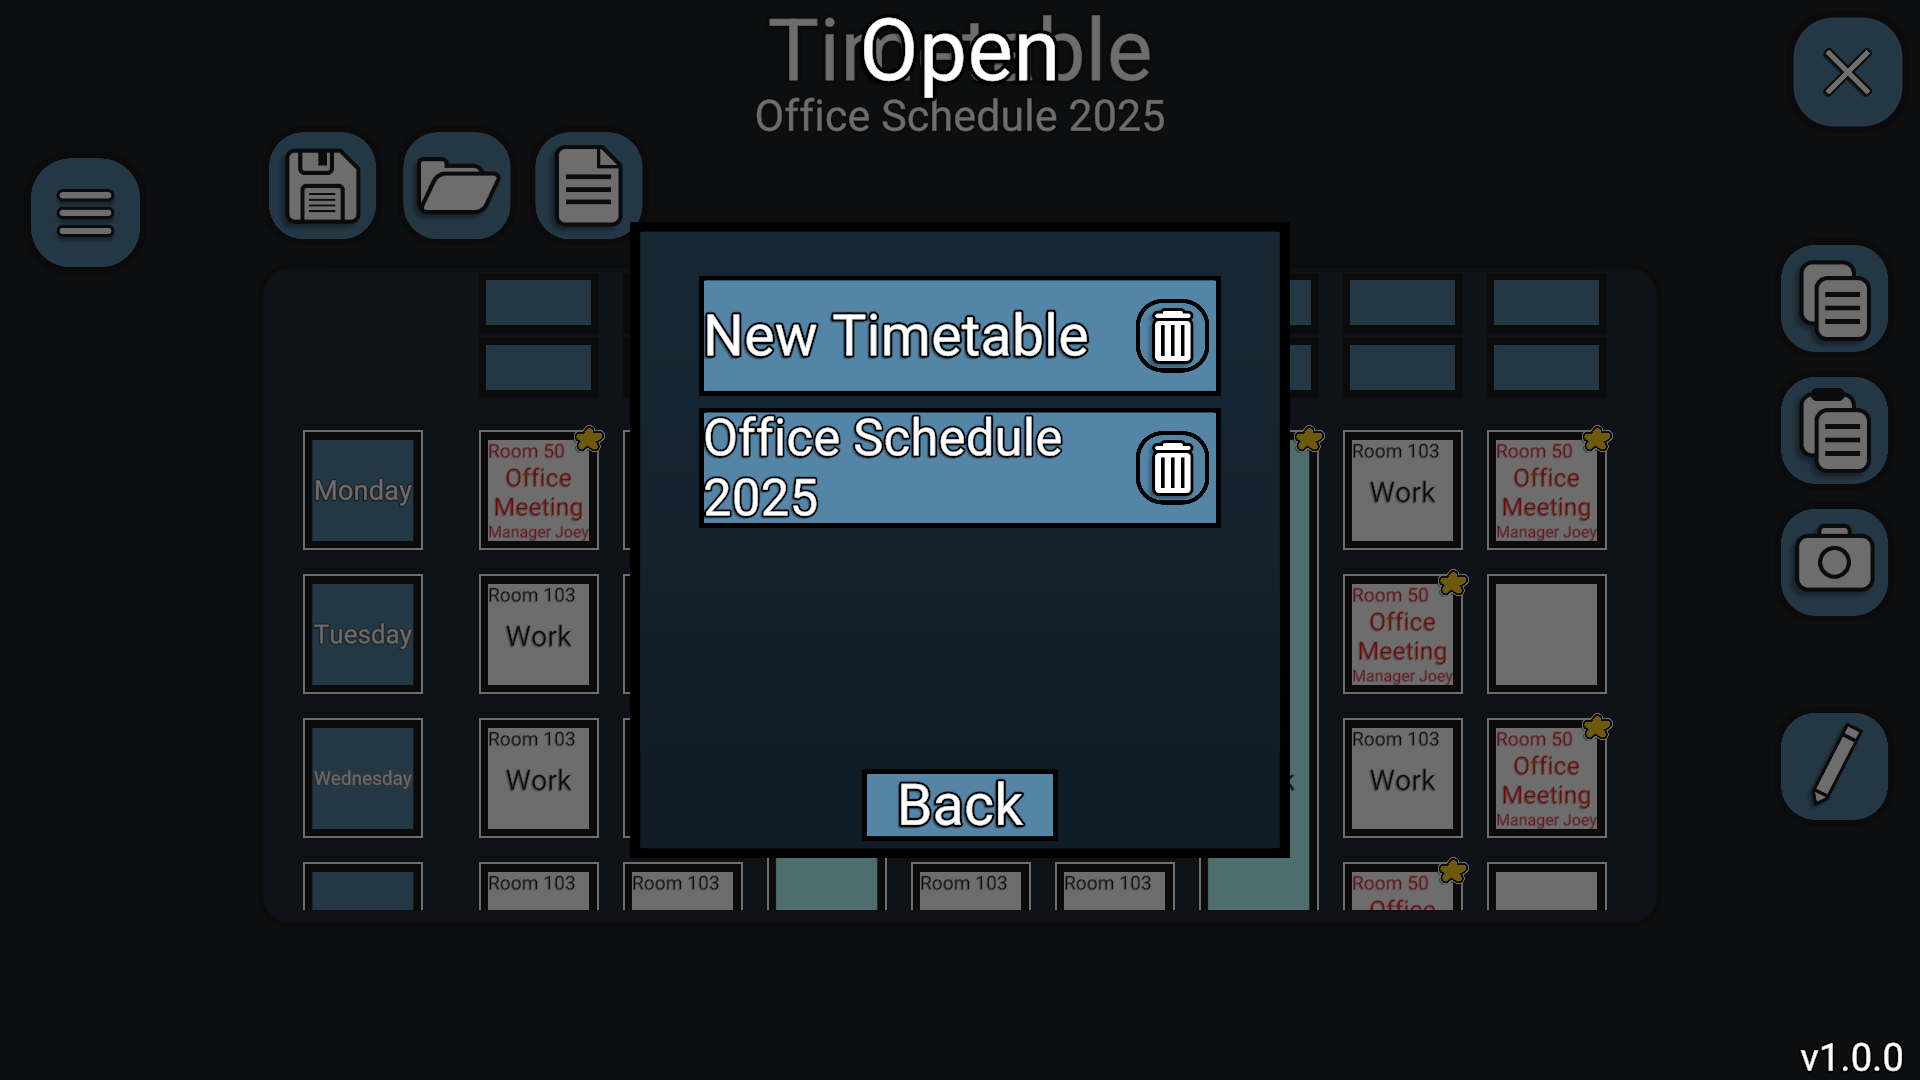 Timetable
Open
Office Schedule 2025
New Timetable
Office Schedule
2025
Back
Monday
Room 50
Office
Meeting
Manager Joey
Room 103
Work
Room 50
Office
Meeting
Manager Joey
Tuesday
Room 103
Work
Room 50
Office
Meeting
Manager Joey
Wednesday
Room 103
Work
Room 103
Work
Room 50
Office
Meeting
Manager Joey
Room 103
Room 103
Room 103
Room 103
Room 50
Office
v1.0.0